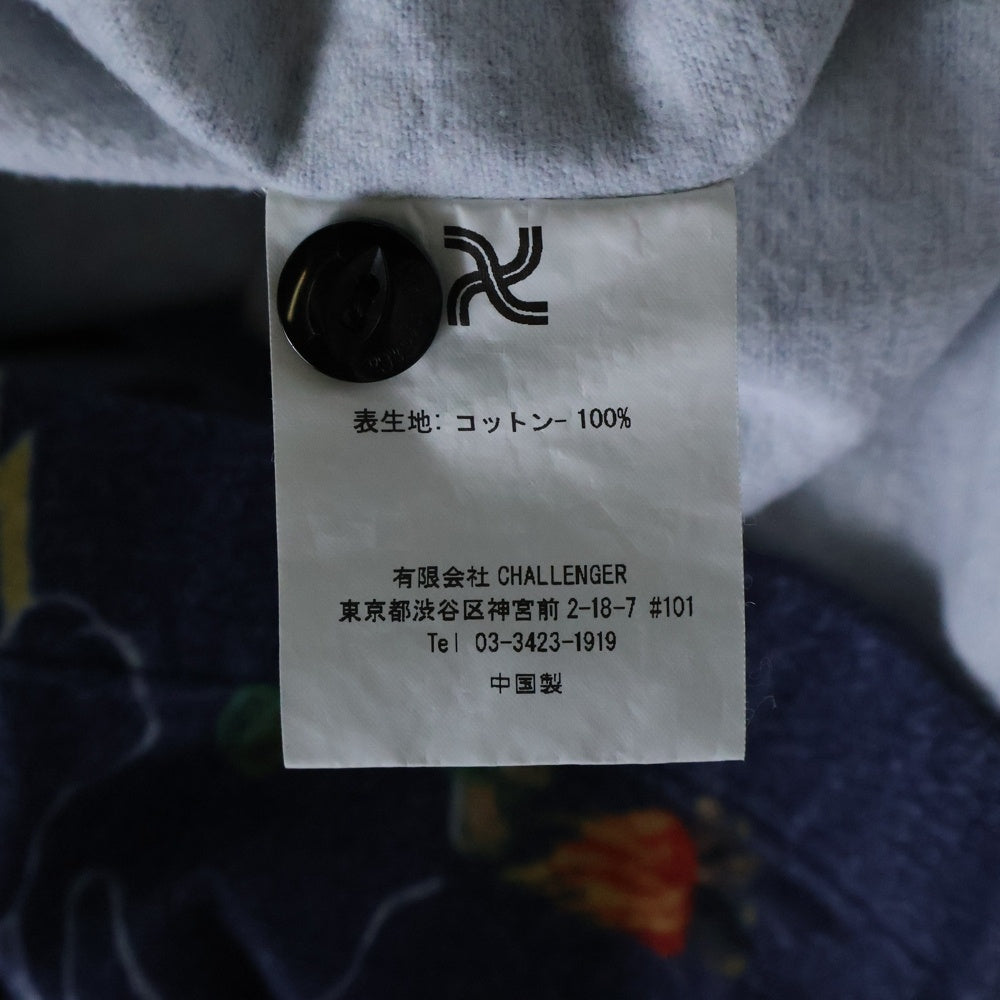 表生地: コットン- 100%
有限会社 CHALLENGER
東京都渋谷区神宮前 2-18-7 #101
Tel 03-3423-1919
中国製